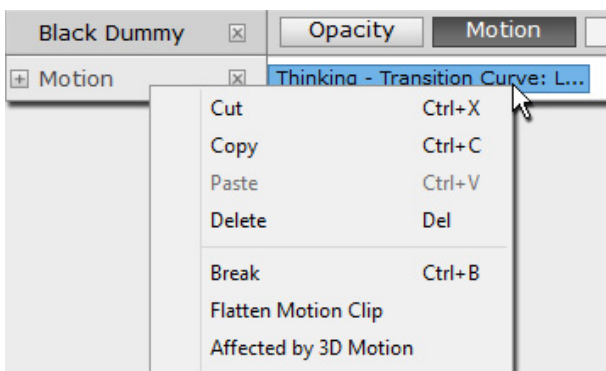 Black Dummy Opacity Motion
Motion Thinking - Transition Curve: L...
Cut Ctrl+X
Copy Ctrl+C
Paste Ctrl+V
Delete Del
Break Ctrl+B
Flatten Motion Clip
Affected by 3D Motion